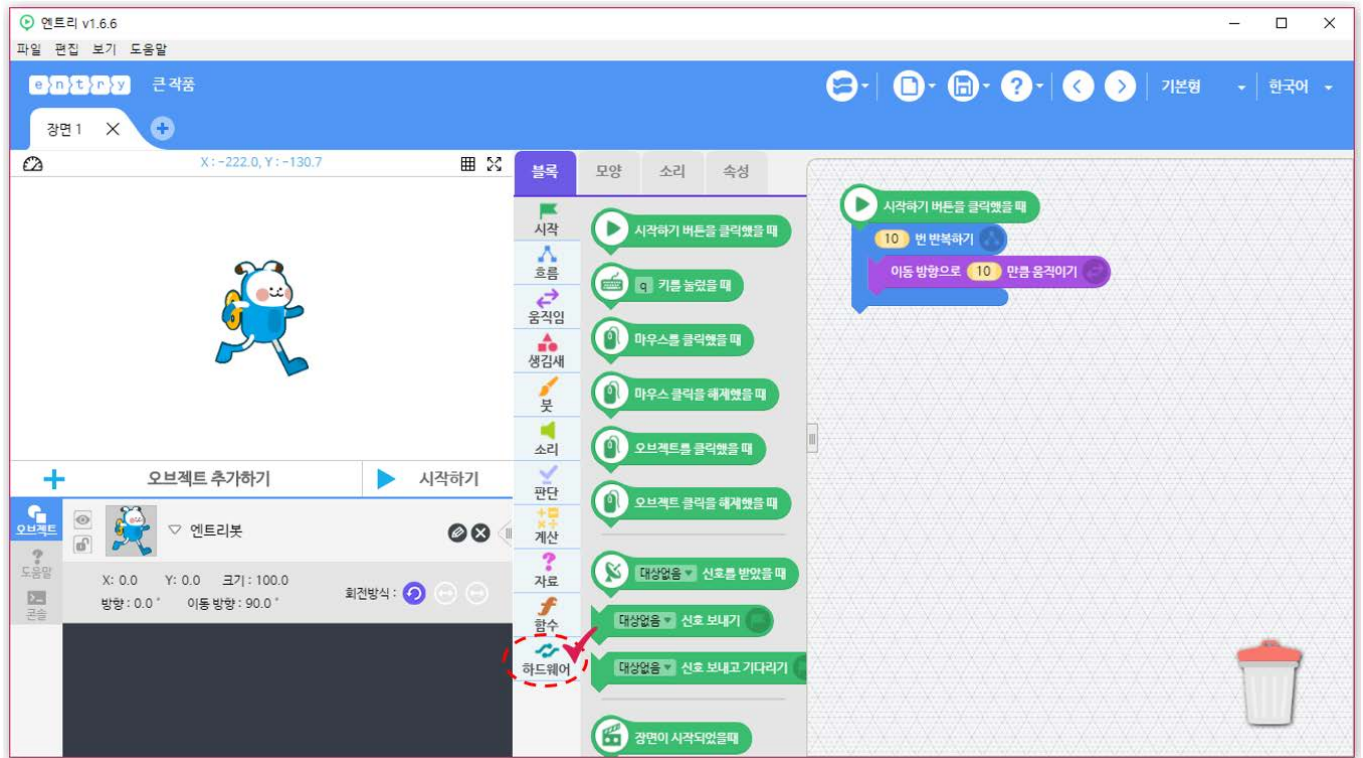 엔트리 v1.6.6
파일 편집 보기 도움말
entry 큰 작품
기본형 한국어
장면 1
X : -222.0, Y : -130.7
블록 모양 소리 속성
시작
흐름
움직임
생김새
붓
소리
판단
계산
자료
함수
하드웨어
시작하기 버튼을 클릭했을 때
q 키를 눌렀을 때
마우스를 클릭했을 때
마우스 클릭을 해제했을 때
오브젝트를 클릭했을 때
오브젝트 클릭을 해제했을 때
대상없음 신호를 받았을 때
대상없음 신호 보내기
대상없음 신호 보내고 기다리기
장면이 시작되었을때
시작하기 버튼을 클릭했을 때
10 번 반복하기
이동 방향으로 10 만큼 움직이기
오브젝트 추가하기 시작하기
오브젝트
도움말
콘솔
엔트리봇
X: 0.0 Y: 0.0 크기 : 100.0
방향 : 0.0 ° 이동 방향 : 90.0 °
회전방식 :